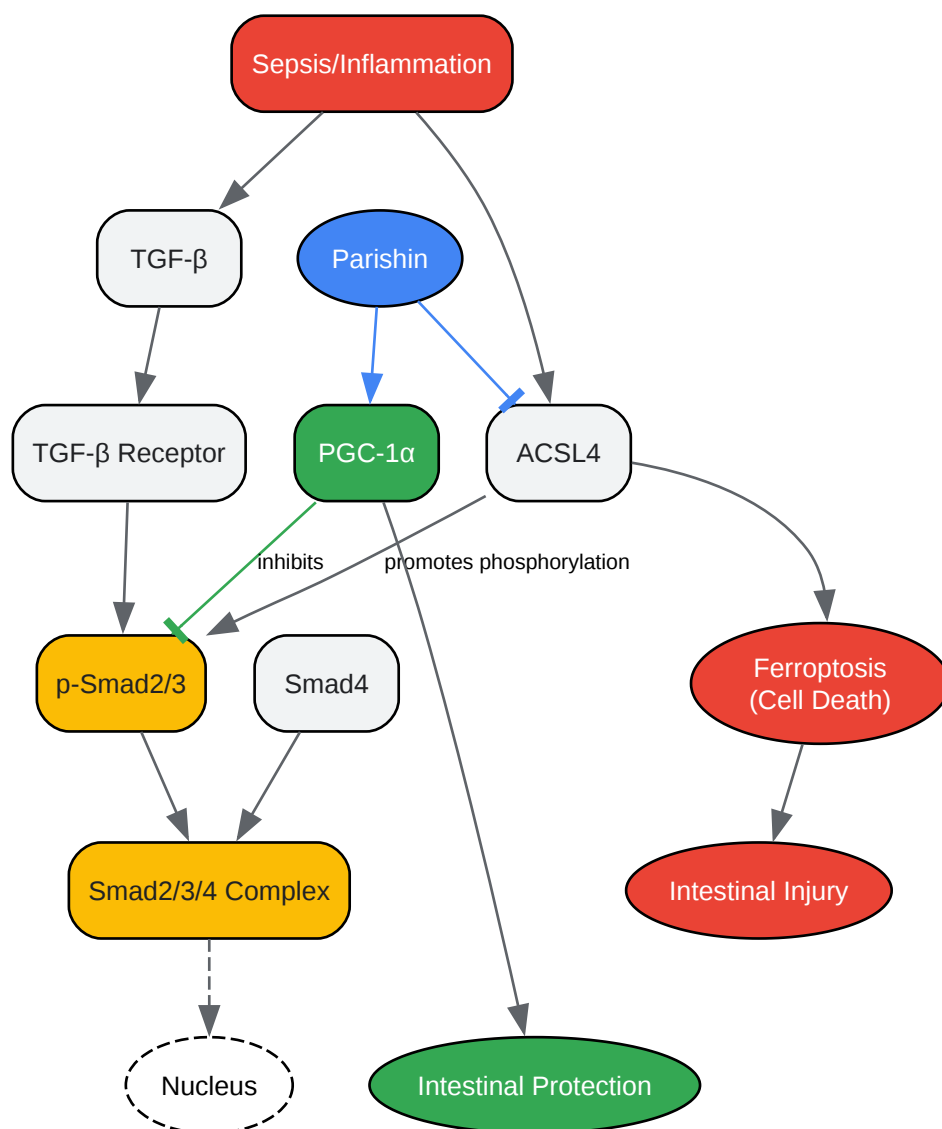 Sepsis/Inflammation
TGF-β
Parishin
TGF-β Receptor
PGC-1α
ACSL4
inhibits
promotes phosphorylation
p-Smad2/3
Smad4
Ferroptosis
(Cell Death)
Smad2/3/4 Complex
Intestinal Injury
Nucleus
Intestinal Protection